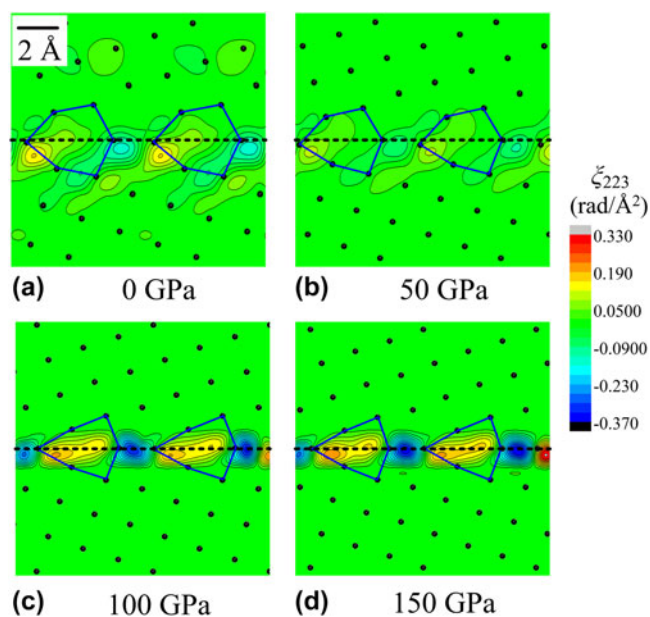 2 Å
(a) 0 GPa
(b) 50 GPa
ξ223
(rad/Å²)
0.330
0.190
0.0500
-0.0900
-0.230
-0.370
(c) 100 GPa
(d) 150 GPa